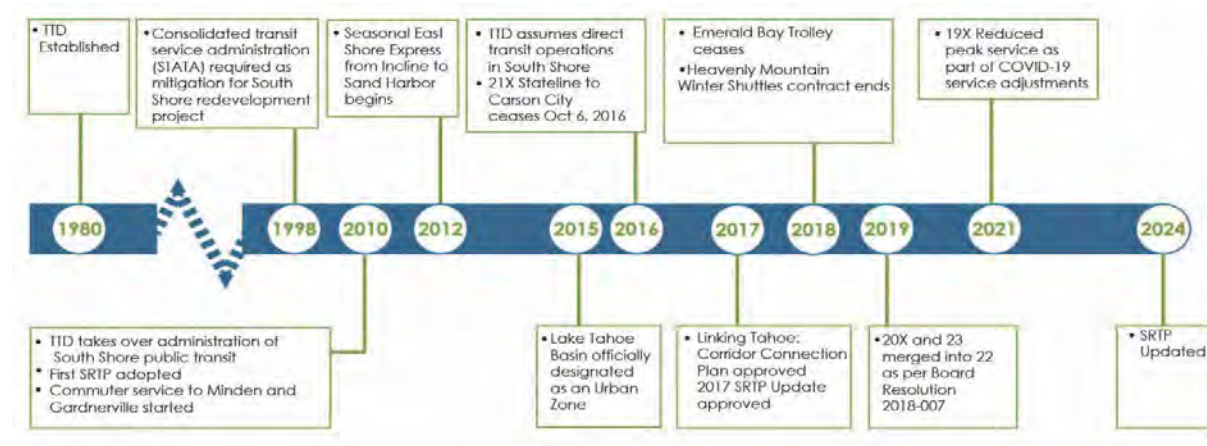 • TTD
Established
• Consolidated transit
service administration
(STATA) required as
mitigation for South
Shore redevelopment
project
• Seasonal East
Shore Express
from Incline to
Sand Harbor
begins
• TTD assumes direct
transit operations
in South Shore
• 21X Stateline to
Carson City
ceases Oct 6, 2016
• Emerald Bay Trolley
ceases
•Heavenly Mountain
Winter Shuttles contract ends
• 19X Reduced
peak service as
part of COVID-19
service adjustments
1980
1998
2010
2012
2015
2016
2017
2018
2019
2021
2024
• TTD takes over administration of
South Shore public transit
• First SRTP adopted
• Commuter service to Minden and
Gardnerville started
• Lake Tahoe
Basin officially
designated
as an Urban
Zone
• Linking Tahoe:
Corridor Connection
Plan approved
2017 SRTP Update
approved
•20X and 23
merged into 22
as per Board
Resolution
2018-007
• SRTP
Updated